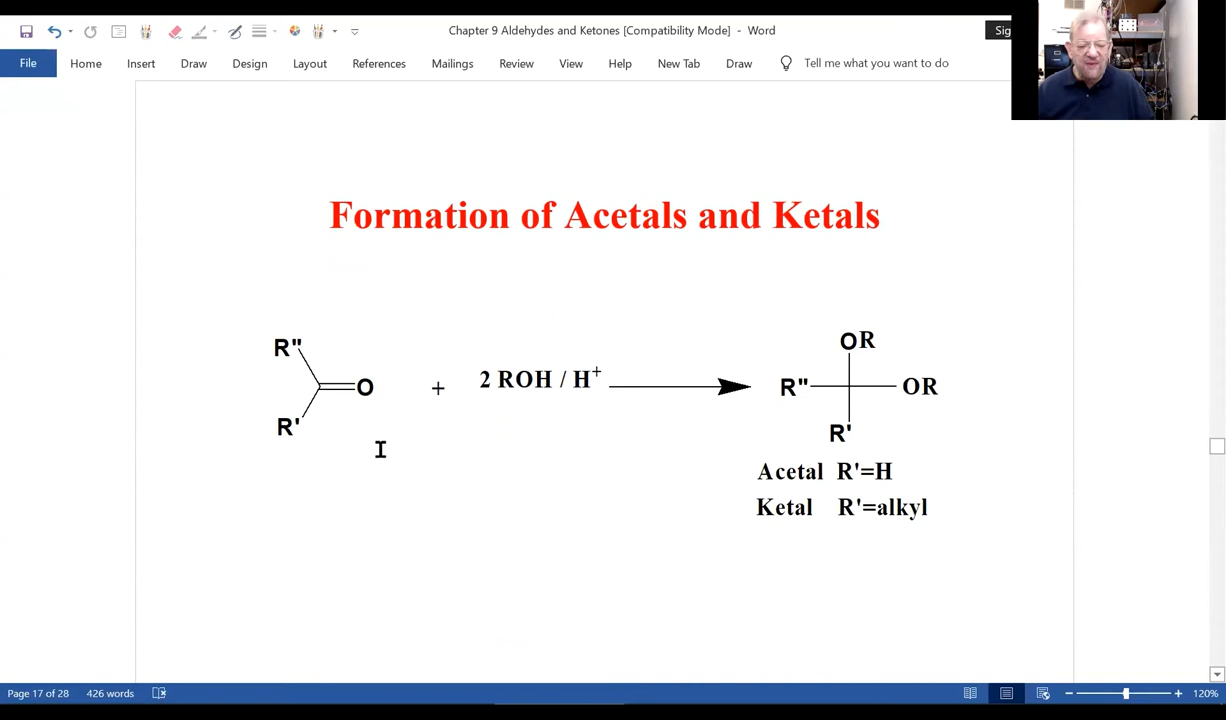 Chapter 9 Aldehydes and Ketones [Compatibility Mode] - Word
Sig
File Home Insert Draw Design Layout References Mailings Review View Help New Tab Draw Tell me what you want to do
Formation of Acetals and Ketals
R"
R'
O
+
2 ROH / H+
OR
R"
OR
R'
Acetal R'=H
Ketal R'=alkyl
Page 17 of 28 426 words 120%